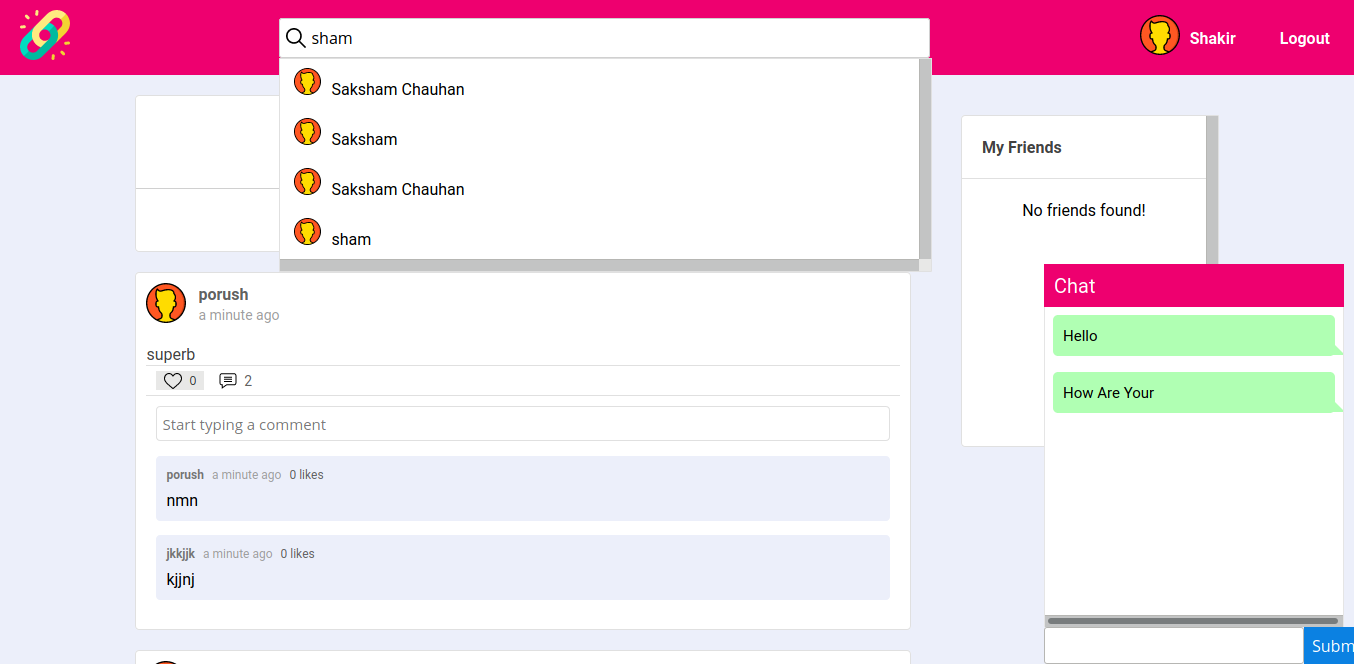 sham
Shakir
Logout
Saksham Chauhan
Saksham
Saksham Chauhan
sham
My Friends
No friends found!
porush
a minute ago
superb
0 2
Start typing a comment
porush a minute ago 0 likes
nmn
jkkjjk a minute ago 0 likes
kjjnj
Chat
Hello
How Are Your
Subm